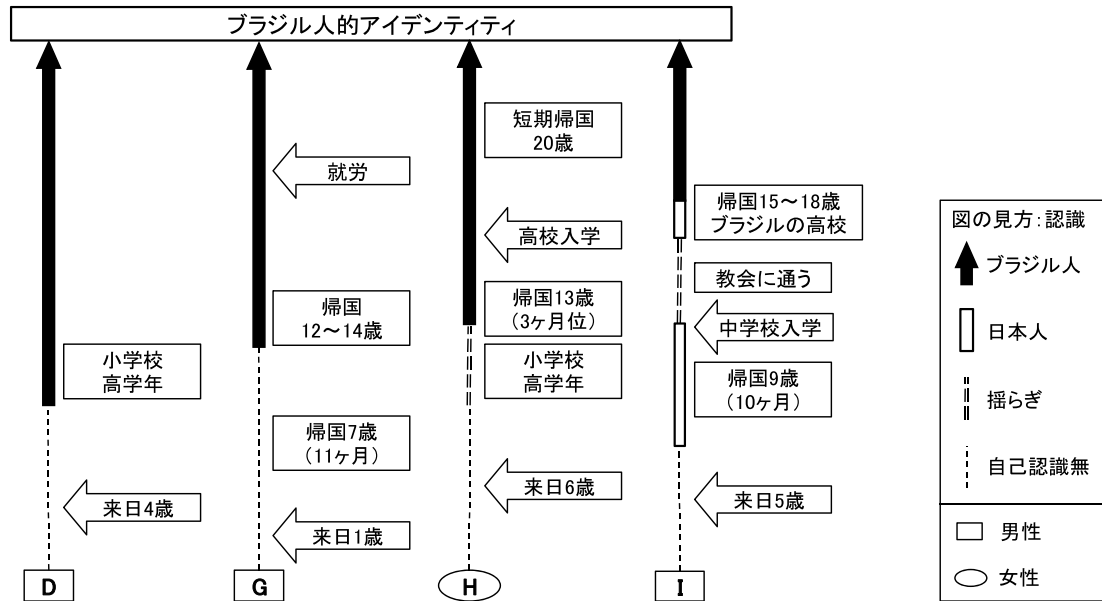 ブラジル人的アイデンティティ
小学校
高学年
来日4歳
D
就労
帰国
12～14歳
帰国7歳
(11ヶ月)
来日1歳
G
短期帰国
20歳
高校入学
帰国13歳
(3ヶ月位)
小学校
高学年
来日6歳
H
帰国15～18歳
ブラジルの高校
教会に通う
中学校入学
帰国9歳
(10ヶ月)
来日5歳
I
図の見方：認識
ブラジル人
日本人
揺らぎ
自己認識無
男性
女性